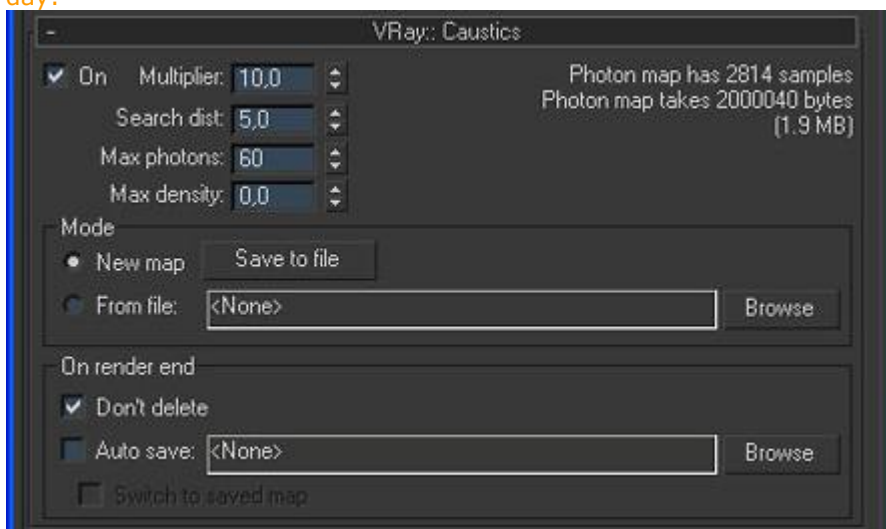 day.
- VRay:: Caustics
On Multiplier: 10,0
Photon map has 2814 samples
Search dist: 5,0
Photon map takes 2000040 bytes
(1.9 MB)
Max photons: 60
Max density: 0,0
Mode
New map Save to file
From file: <None> Browse
On render end
Don't delete
Auto save: <None> Browse
Switch to saved map